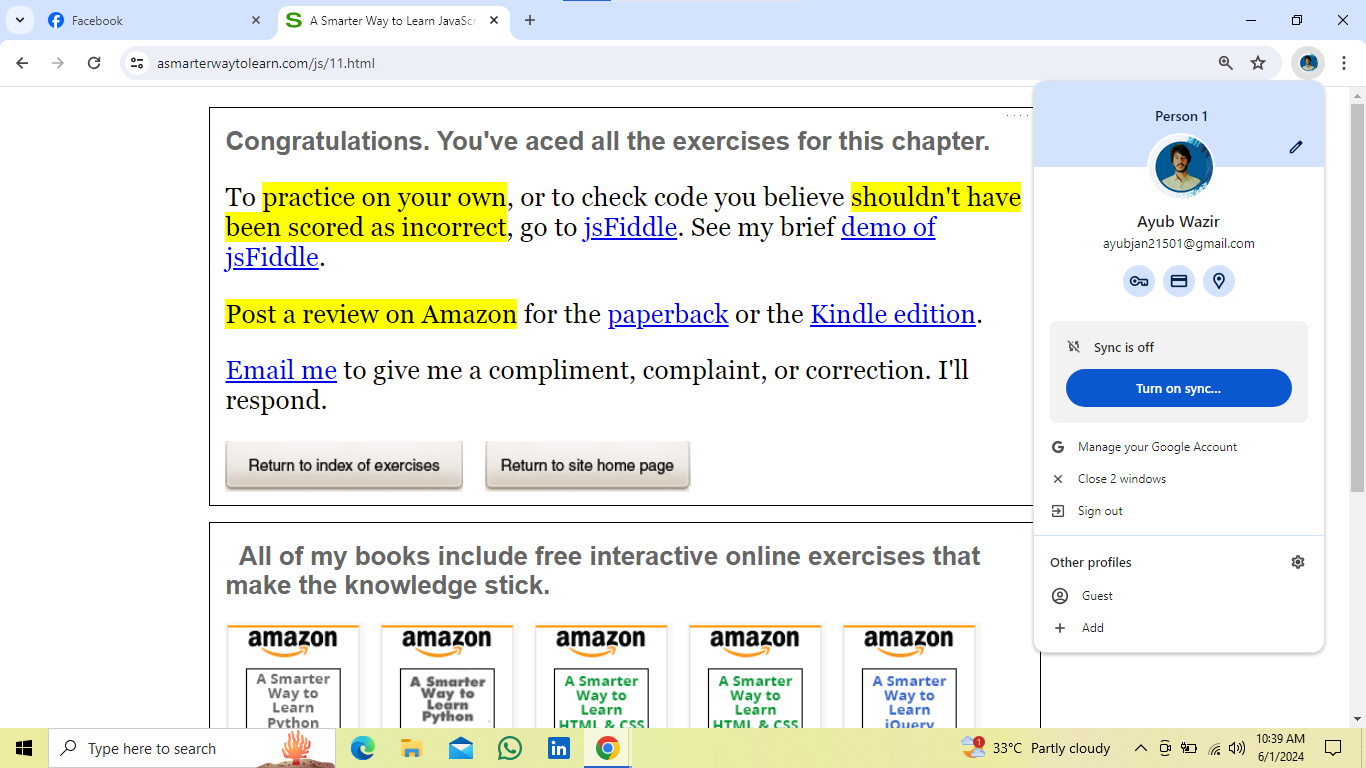 Facebook
A Smarter Way to Learn JavaScr
asmarterwaytolearn.com/js/11.html
Congratulations. You've aced all the exercises for this chapter.
To practice on your own, or to check code you believe shouldn't have
been scored as incorrect, go to jsFiddle. See my brief demo of
jsFiddle.
Post a review on Amazon for the paperback or the Kindle edition.
Email me to give me a compliment, complaint, or correction. I'll
respond.
Return to index of exercises
Return to site home page
All of my books include free interactive online exercises that
make the knowledge stick.
amazon
A Smarter
Way to
Learn
Python
amazon
A Smarter
Way to
Learn
Python
amazon
A Smarter
Way to
Learn
HTML & CSS
amazon
A Smarter
Way to
Learn
HTML & CSS
amazon
A Smarter
Way to
Learn
jQuery
Person 1
Ayub Wazir
ayubjan21501@gmail.com
Sync is off
Turn on sync...
Manage your Google Account
Close 2 windows
Sign out
Other profiles
Guest
Add
Type here to search
1
33°C Partly cloudy
10:39 AM
6/1/2024